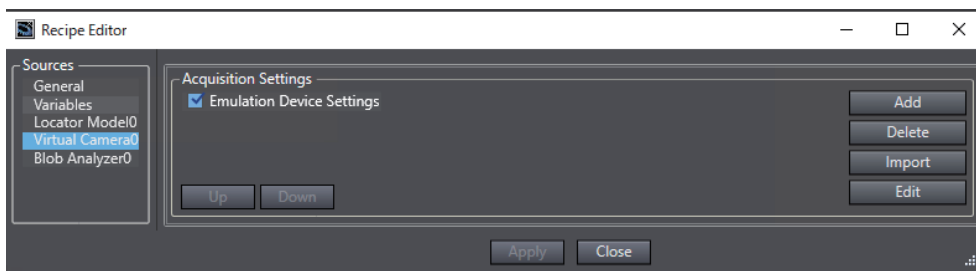 Recipe Editor
Sources
General
Variables
Locator Model0
Virtual Camera0
Blob Analyzer0
Acquisition Settings
Emulation Device Settings
Add
Delete
Import
Edit
Up Down
Apply Close